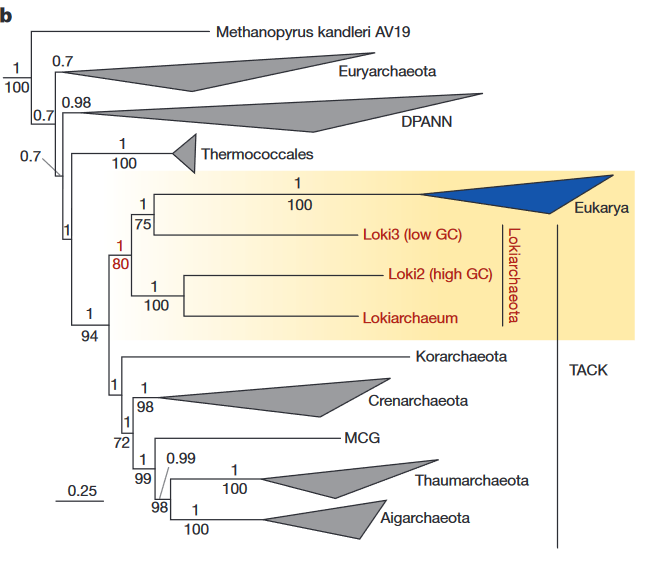 b
Methanopyrus kandleri AV19
1
100
0.7
Euryarchaeota
0.7
0.98
DPANN
0.7
1
100
Thermococcales
1
1
100
Eukarya
1
75
Loki3 (low GC)
1
80
Loki2 (high GC)
1
100
Lokiarchaeum
Lokiarchaeota
1
94
Korarchaeota
TACK
1
1
98
Crenarchaeota
1
72
MCG
1
99
0.99
98
1
100
Thaumarchaeota
1
100
Aigarchaeota
0.25